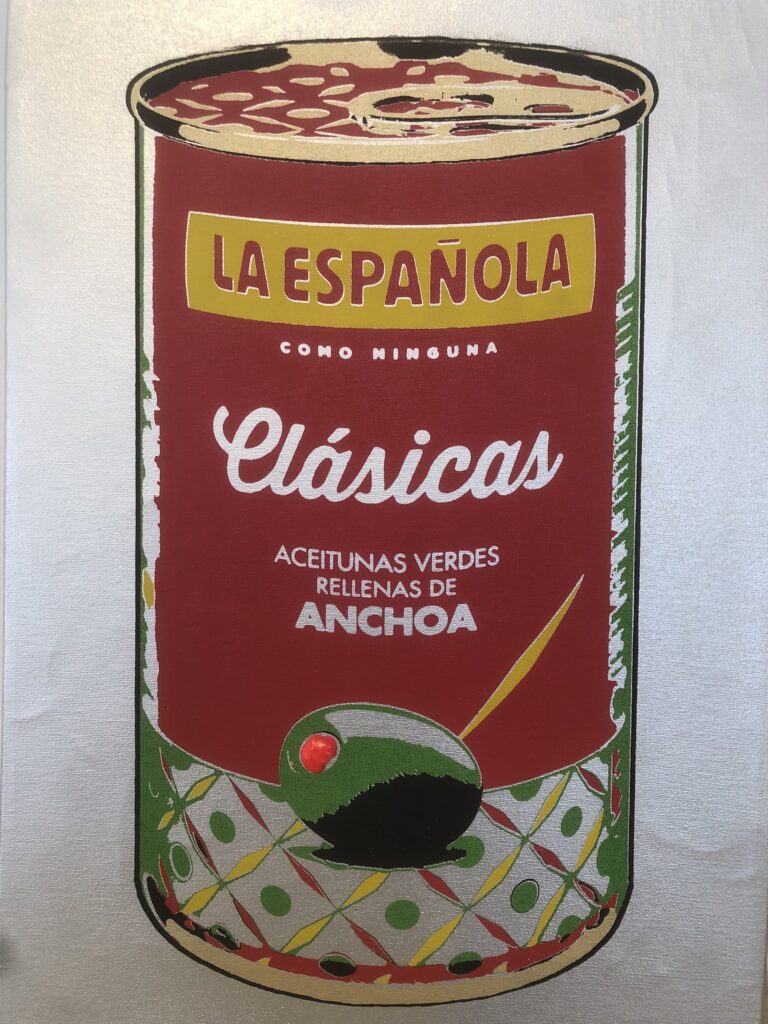 LA ESPAÑOLA
COMO NINGUNA
Clásicas
ACEITUNAS VERDES
RELLENAS DE
ANCHOA